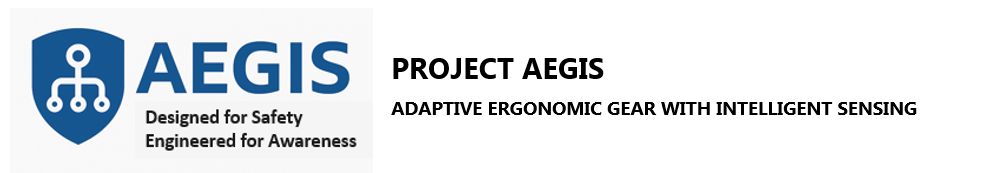 AEGIS
Designed for Safety
Engineered for Awareness
PROJECT AEGIS
ADAPTIVE ERGONOMIC GEAR WITH INTELLIGENT SENSING